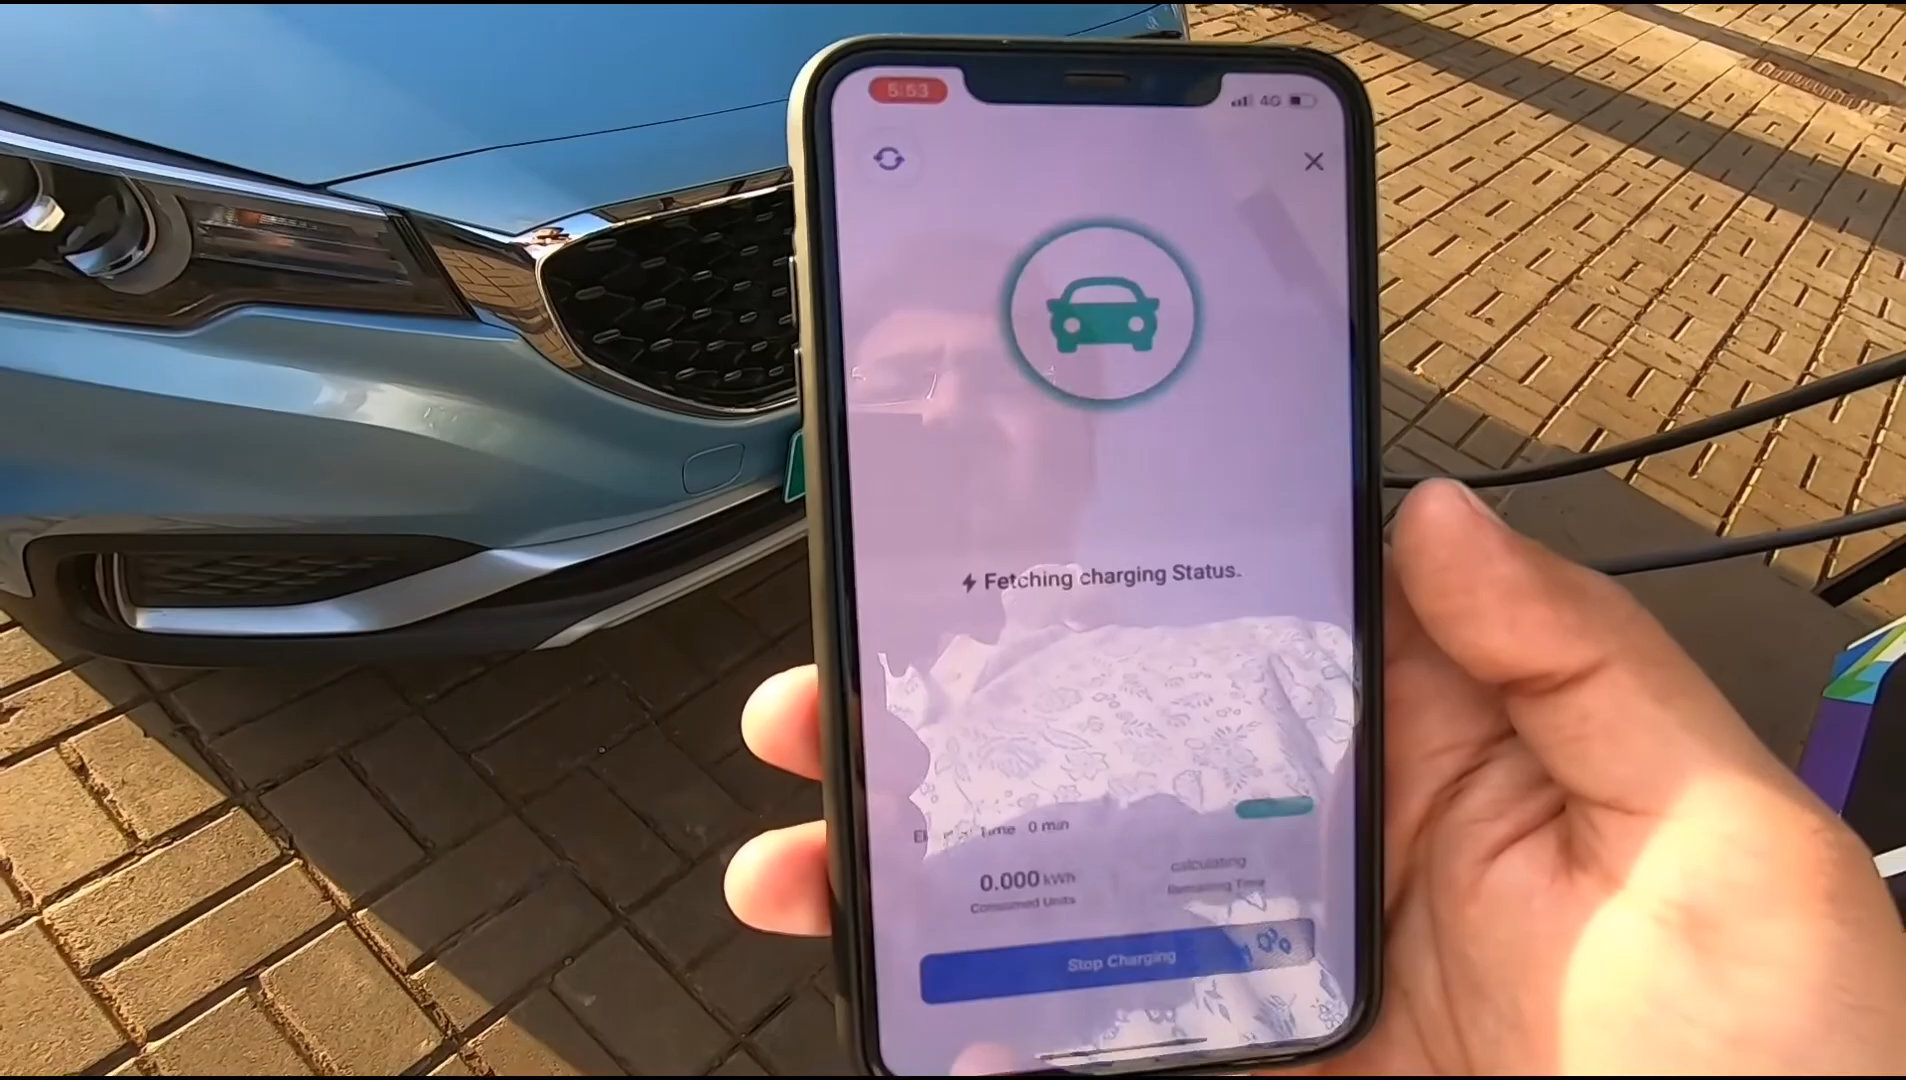 5:53
4G
Fetching charging Status.
Time 0 min
0.000 kWh
calculating
Consumed Units
Remaining Time
Stop Charging